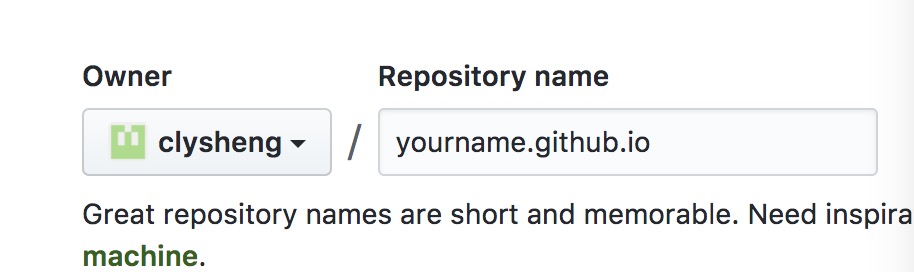 Owner Repository name
clysheng / yourname.github.io
Great repository names are short and memorable. Need inspira
machine.